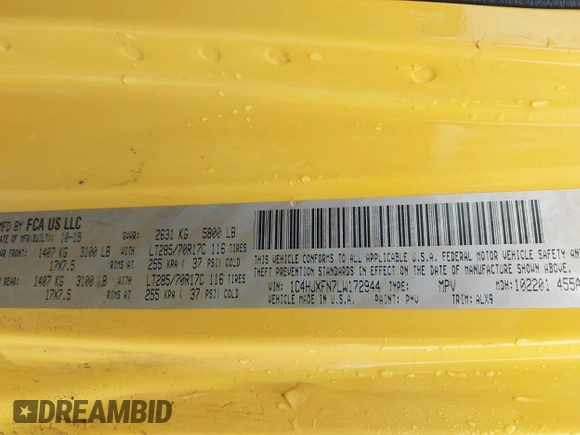 MFD BY FCA US LLC
DATE OF MFR(BUILT): 10-19 GVWR: 2631 KG 5800 LB
FRONT: 1407 KG 3100 LB WITH LT285/70R17C 116 TIRES
17X7.5 RIMS AT 255 KPA ( 37 PSI) COLD
REAR: 1407 KG 3100 LB WITH LT285/70R17C 116 TIRES
17X7.5 RIMS AT 255 KPA ( 37 PSI) COLD
THIS VEHICLE CONFORMS TO ALL APPLICABLE U.S.A. FEDERAL MOTOR VEHICLE SAFETY,
THEFT PREVENTION STANDARDS IN EFFECT ON THE DATE OF MANUFACTURE SHOWN ABOVE.
VIN: 1C4HJXFN7LW172944 TYPE: MPV MDH: 102201 455A
VEHICLE MADE IN U.S.A. PAINT: PYV TRIM: ALX9
DREAMBID